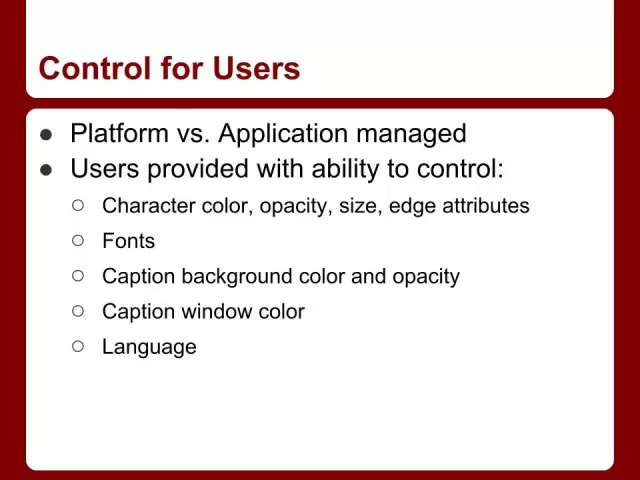 Control for Users
● Platform vs. Application managed
● Users provided with ability to control:
○ Character color, opacity, size, edge attributes
○ Fonts
○ Caption background color and opacity
○ Caption window color
○ Language